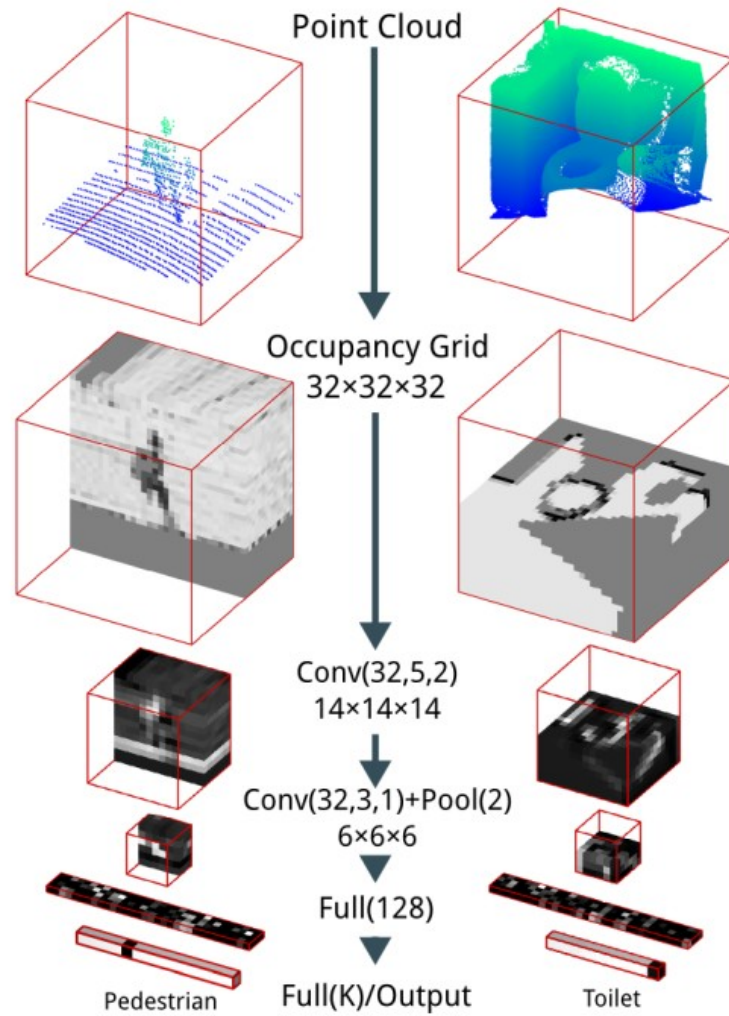 Point Cloud
Occupancy Grid
32×32×32
Conv(32,5,2)
14×14×14
Conv(32,3,1)+Pool(2)
6×6×6
Full(128)
Pedestrian
Full(K)/Output
Toilet